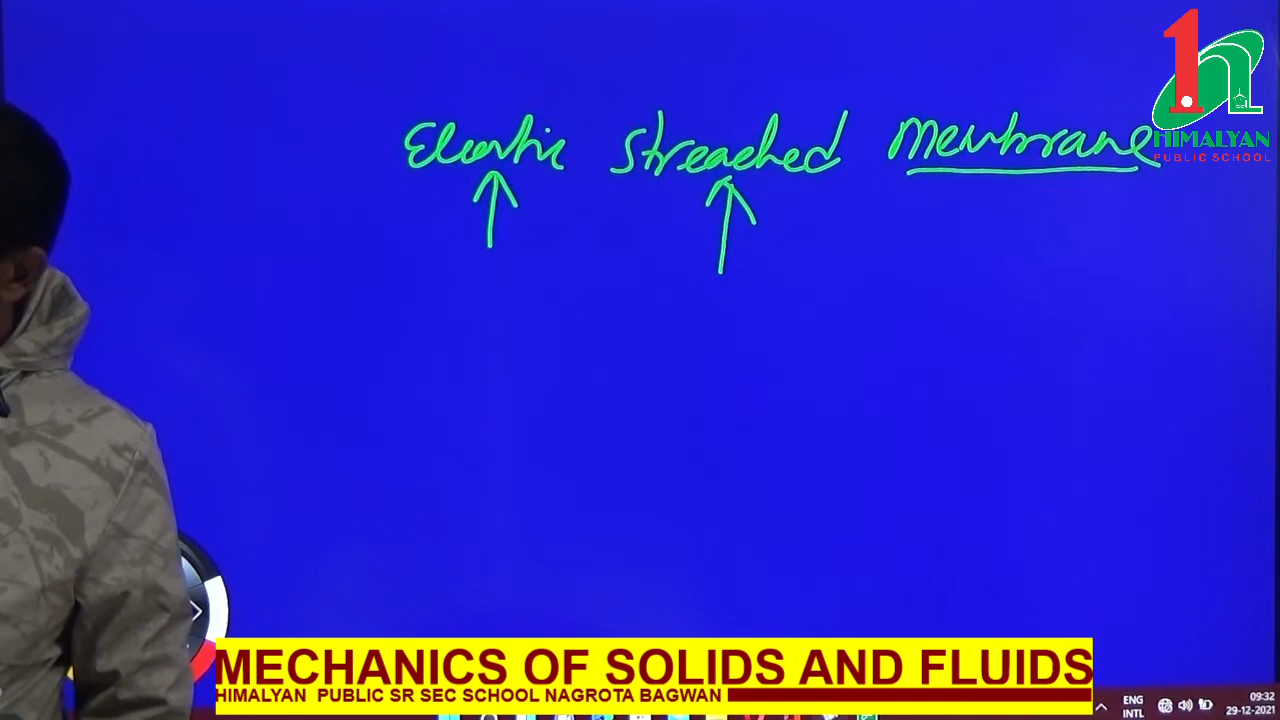 Elastic streached Membrane
HIMALYAN
PUBLIC SCHOOL
MECHANICS OF SOLIDS AND FLUIDS
HIMALYAN PUBLIC SR SEC SCHOOL NAGROTA BAGWAN
ENG
INTL
09:32
29-12-2021